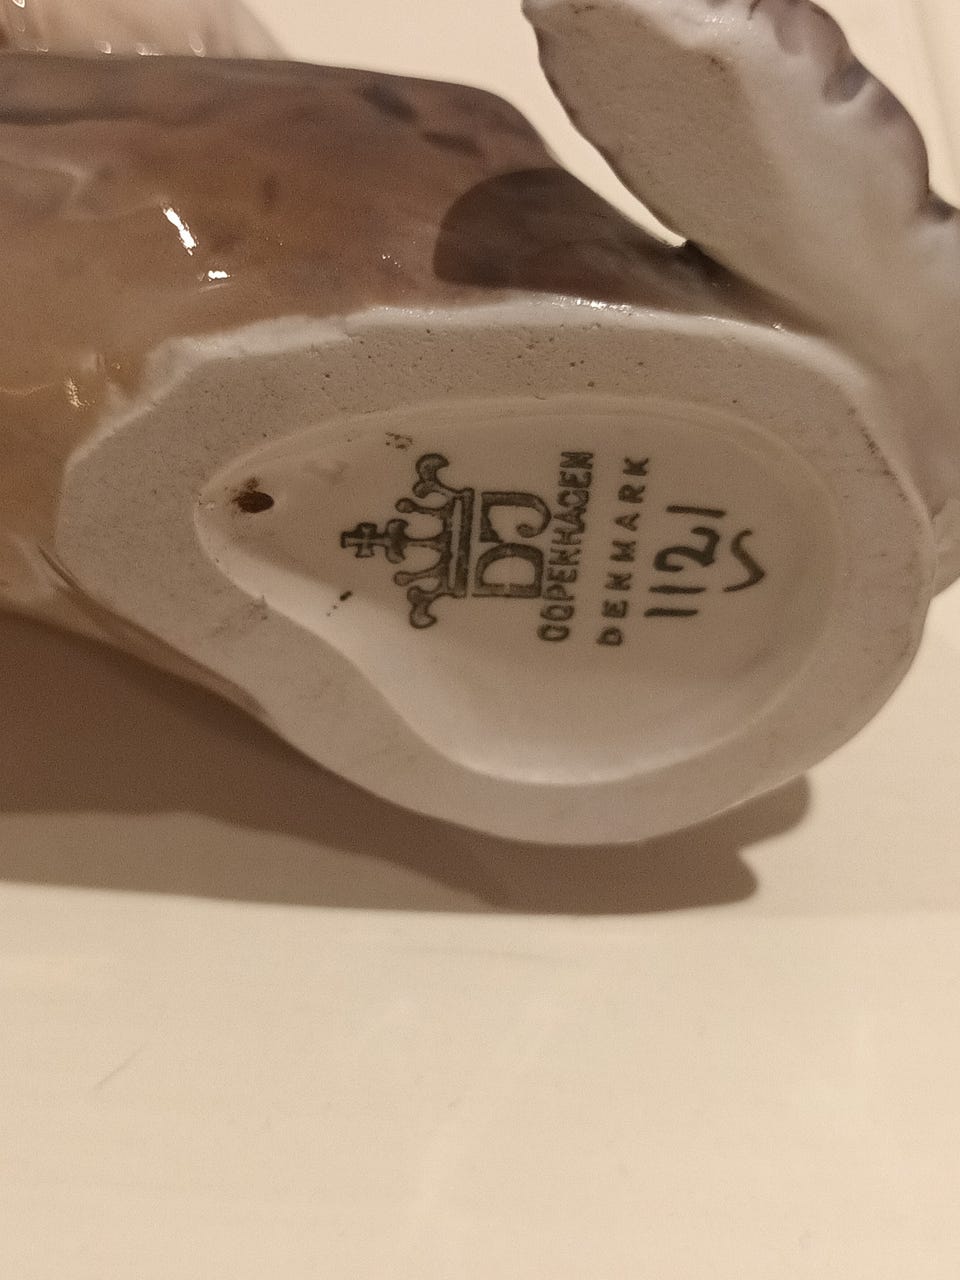 DJ
COPENHAGEN
DENMARK
1121